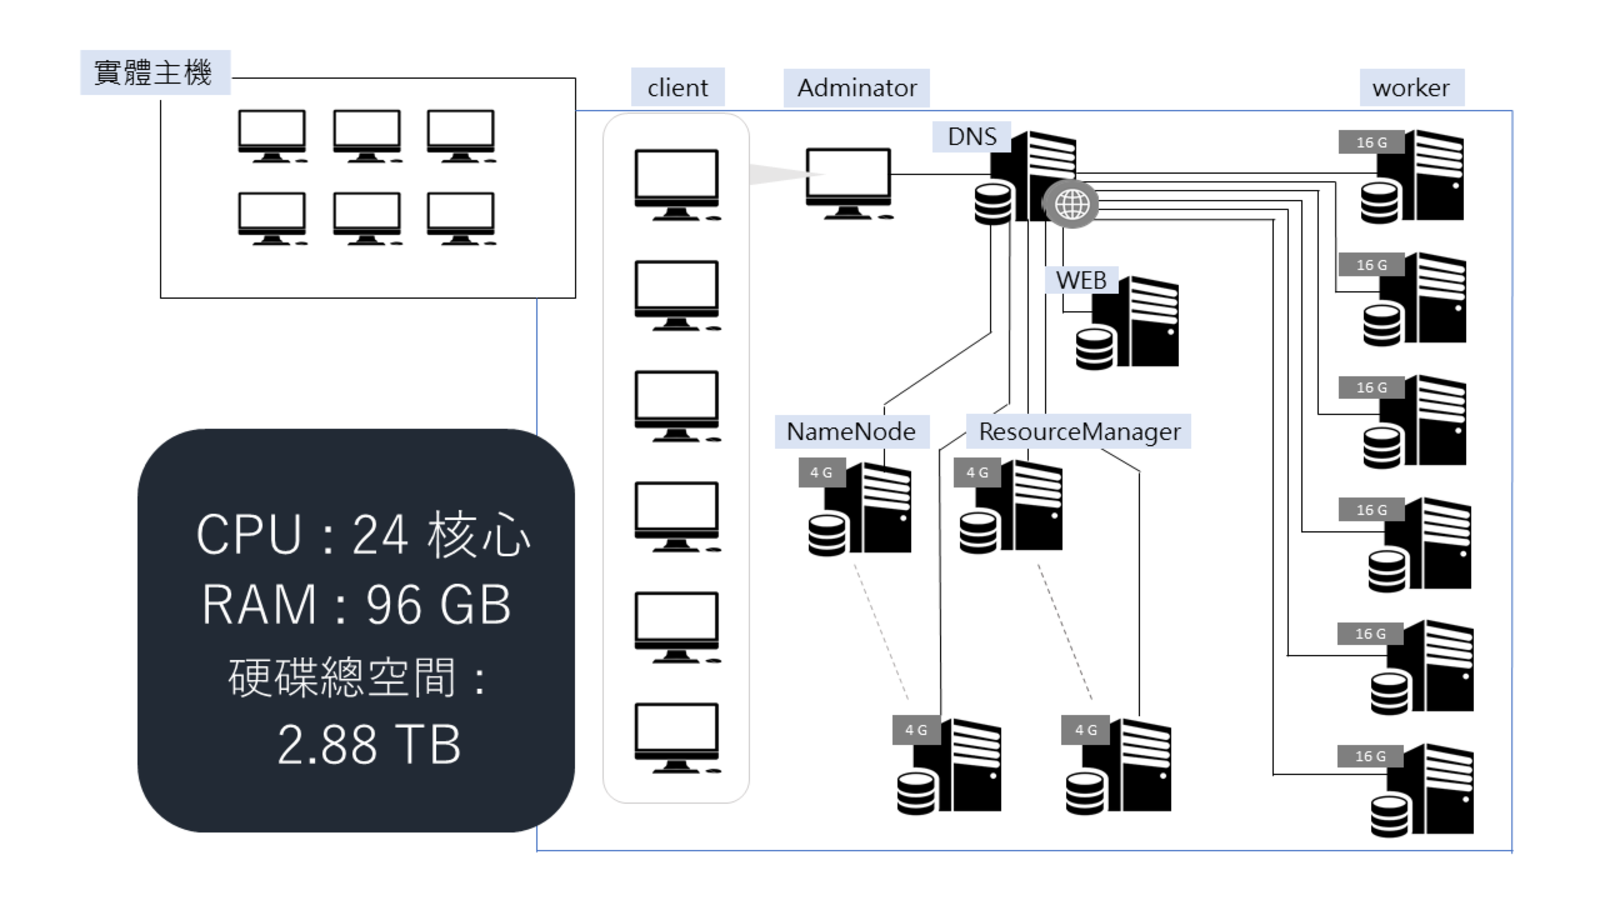 實體主機
client
Adminator
worker
DNS
16 G
WEB
16 G
16 G
NameNode
ResourceManager
4 G
4 G
16 G
CPU : 24 核心
RAM : 96 GB
硬碟總空間 :
2.88 TB
16 G
4 G
4 G
16 G